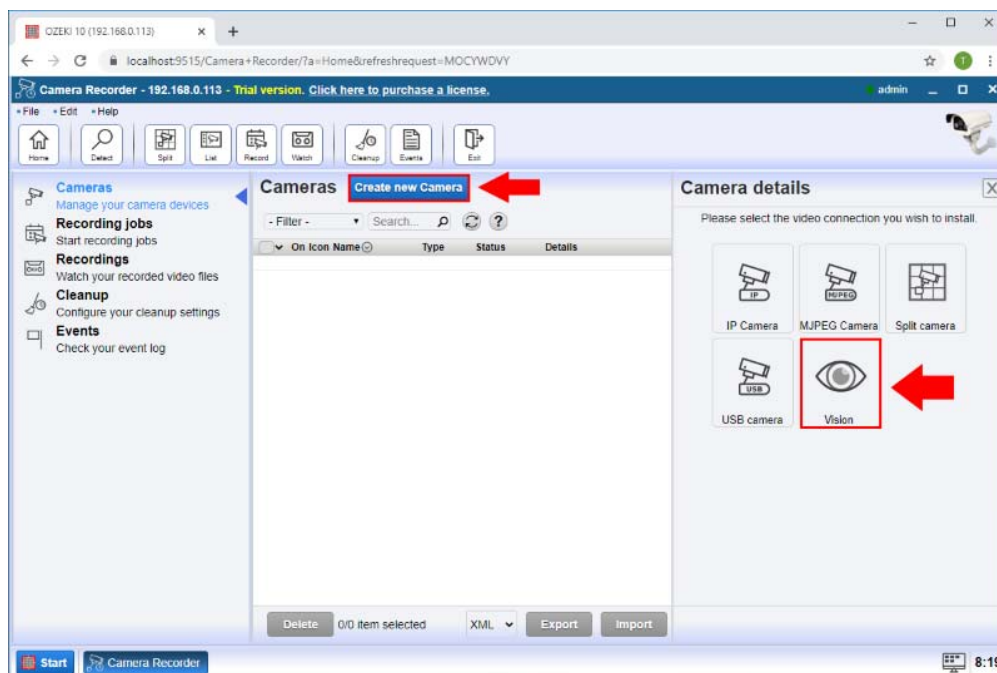 OZEKI 10 (192.168.0.113)
localhost:9515/Camera+Recorder/?a=Home&refreshrequest=MOCYWDVY
T
Camera Recorder - 192.168.0.113 - Trial version. Click here to purchase a license.
admin
File Edit Help
Home Detect Split List Record Watch Cleanup Events Exit
Cameras
Manage your camera devices
Recording jobs
Start recording jobs
Recordings
Watch your recorded video files
Cleanup
Configure your cleanup settings
Events
Check your event log
Cameras Create new Camera
- Filter - Search... ?
On Icon Name Type Status Details
Delete 0/0 item selected XML Export Import
Camera details X
Please select the video connection you wish to install.
IP MJPEG
IP Camera MJPEG Camera Split camera
USB
USB camera Vision
Start Camera Recorder 8:19